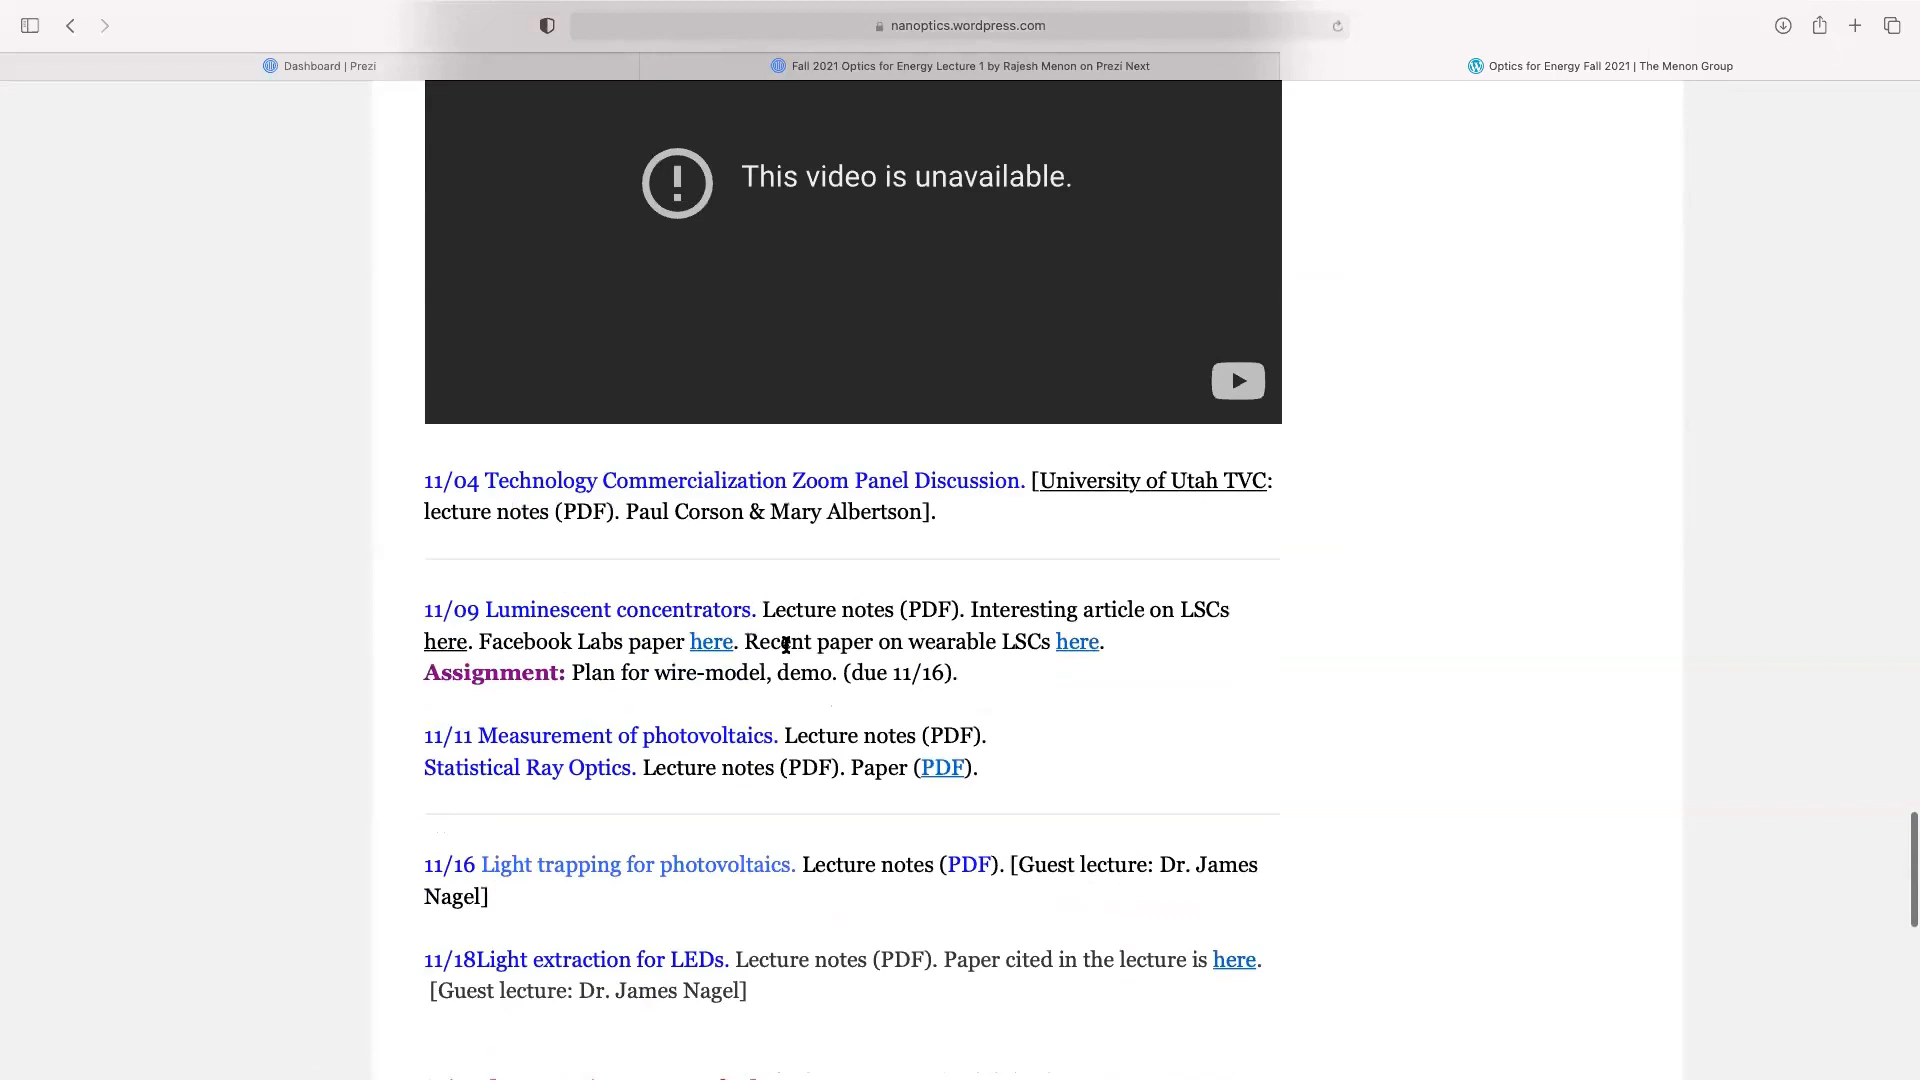 nanoptics.wordpress.com
Dashboard | Prezi
Fall 2021 Optics for Energy Lecture 1 by Rajesh Menon on Prezi Next
Optics for Energy Fall 2021 | The Menon Group
This video is unavailable.
11/04 Technology Commercialization Zoom Panel Discussion. [University of Utah TVC:
lecture notes (PDF). Paul Corson & Mary Albertson].
11/09 Luminescent concentrators. Lecture notes (PDF). Interesting article on LSCs
here. Facebook Labs paper here. Recent paper on wearable LSCs here.
Assignment: Plan for wire-model, demo. (due 11/16).
11/11 Measurement of photovoltaics. Lecture notes (PDF).
Statistical Ray Optics. Lecture notes (PDF). Paper (PDF).
11/16 Light trapping for photovoltaics. Lecture notes (PDF). [Guest lecture: Dr. James
Nagel]
11/18Light extraction for LEDs. Lecture notes (PDF). Paper cited in the lecture is here.
[Guest lecture: Dr. James Nagel]